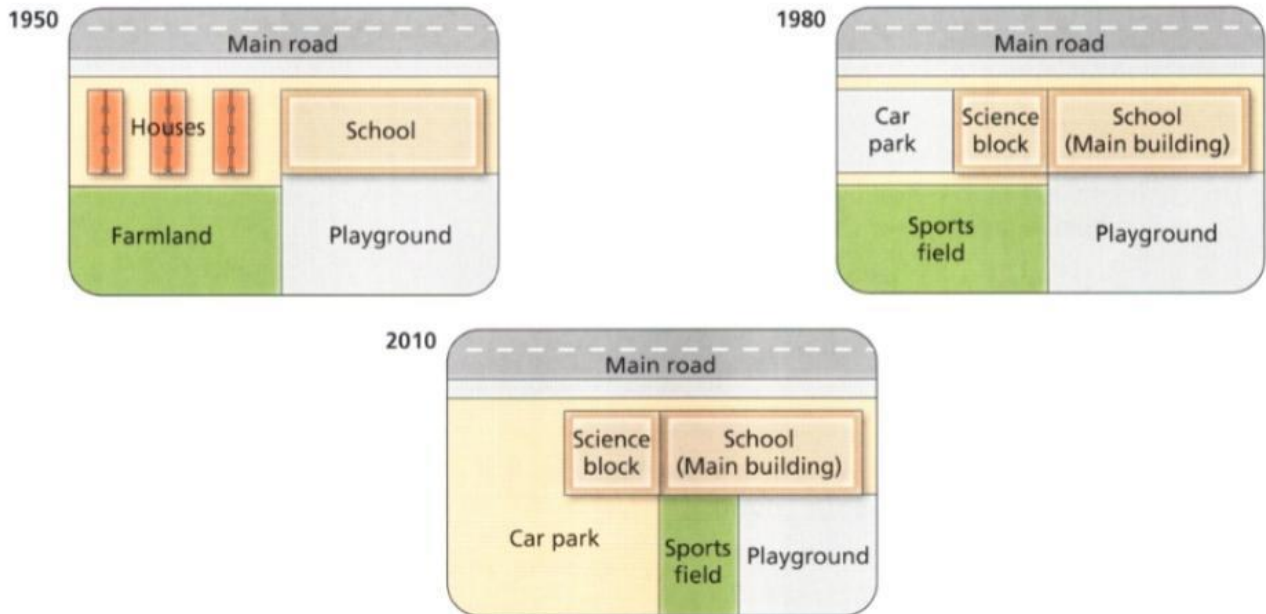 1950
Main road
Houses
School
Farmland
Playground
1980
Main road
Car
park
Science
block
School
(Main building)
Sports
field
Playground
2010
Main road
Science
block
School
(Main building)
Car park
Sports
field
Playground